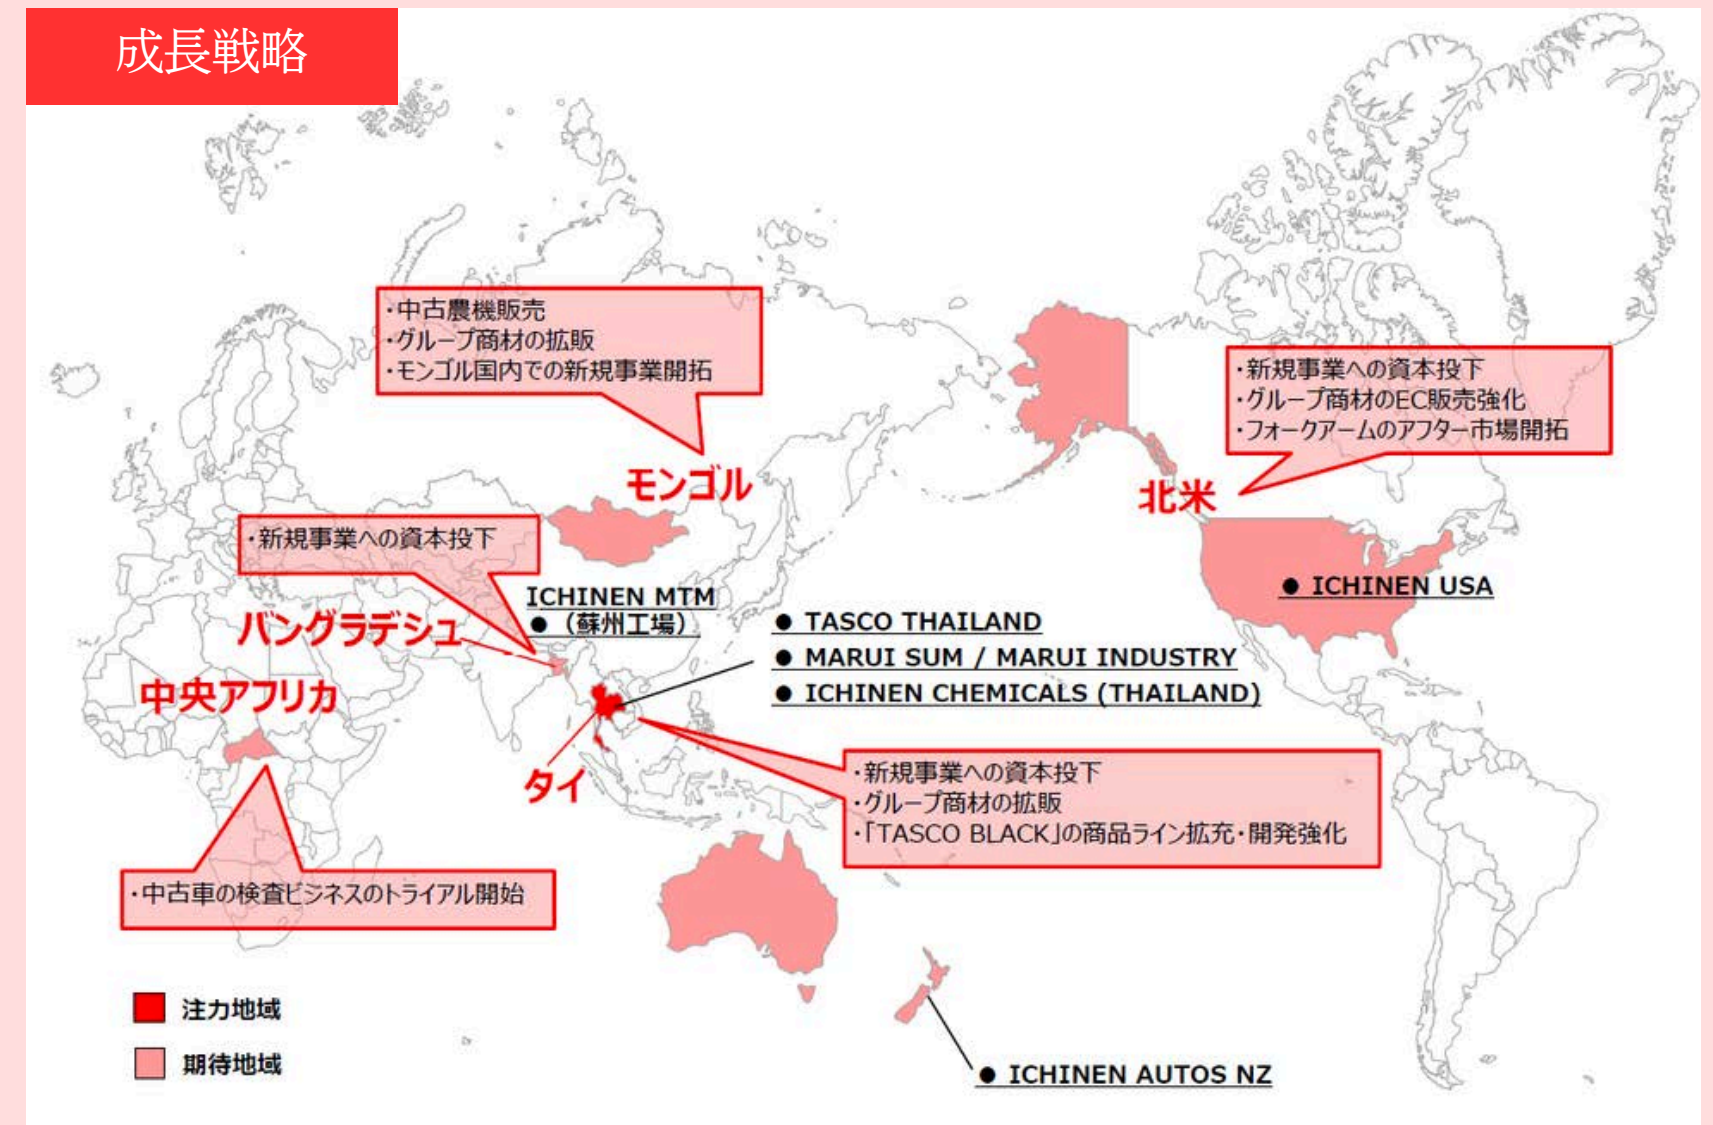 成長戦略
・中古農機販売
・グループ商材の拡販
・モンゴル国内での新規事業開拓
モンゴル
・新規事業への資本投下
・グループ商材のEC販売強化
・フォークアームのアフター市場開拓
北米
● ICHINEN USA
・新規事業への資本投下
バングラデシュ
ICHINEN MTM
●（蘇州工場）
● TASCO THAILAND
● MARUI SUM / MARUI INDUSTRY
● ICHINEN CHEMICALS (THAILAND)
中央アフリカ
タイ
・新規事業への資本投下
・グループ商材の拡販
・「TASCO BLACK」の商品ライン拡充・開発強化
・中古車の検査ビジネスのトライアル開始
注力地域
期待地域
● ICHINEN AUTOS NZ